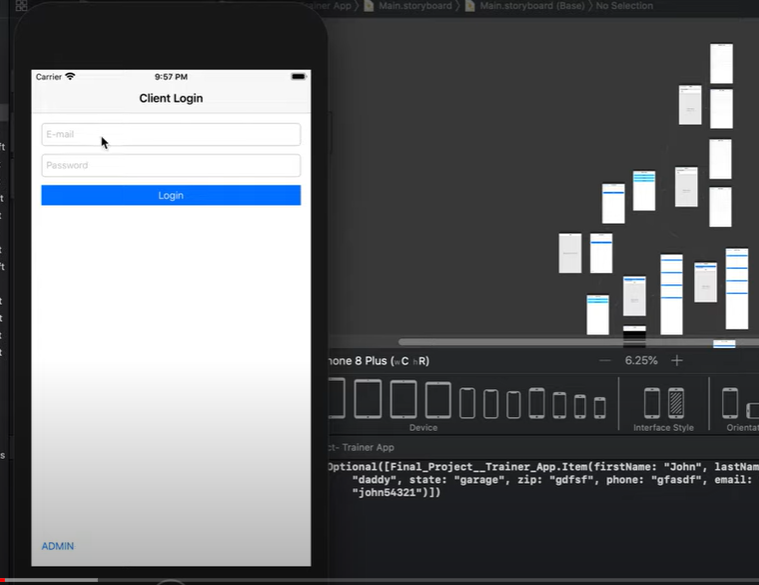 Main.storyboard
Main.storyboard (Base)
No Selection
Carrier
9:57 PM
Client Login
E-mail
Password
Login
ADMIN
hone 8 Plus (wC hR)
6.25%
Device
Interface Style
Orientat
ct- Trainer App
Optional([Final_Project__Trainer_App.Item(firstName: "John", lastNam
"daddy", state: "garage", zip: "gdfsf", phone: "gfasdf", email:
"john54321")])